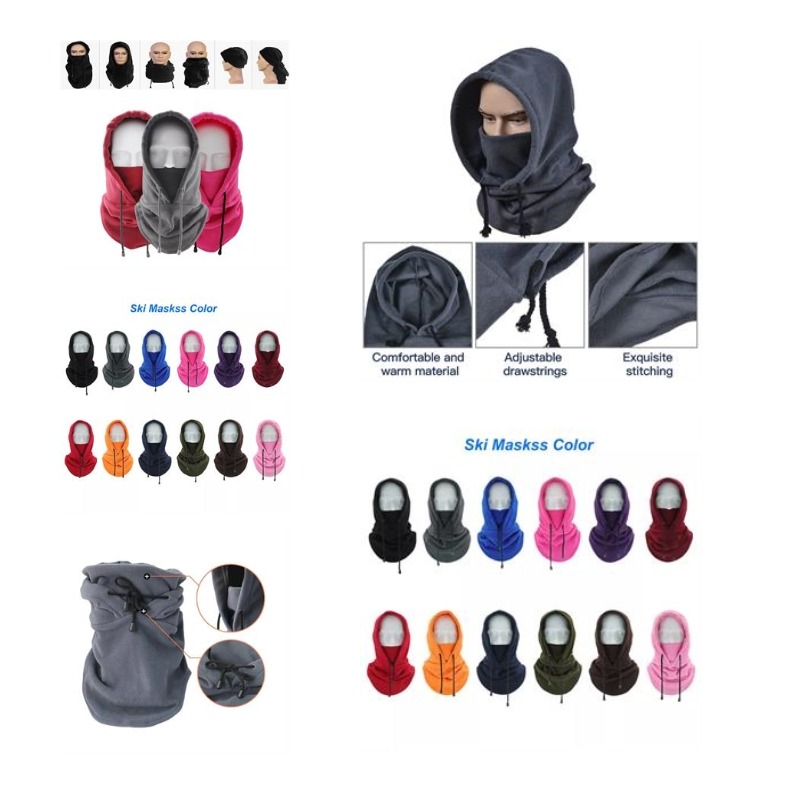 Ski Maskss Color
Comfortable and
warm material
Adjustable
drawstrings
Exquisite
stitching
Ski Maskss Color